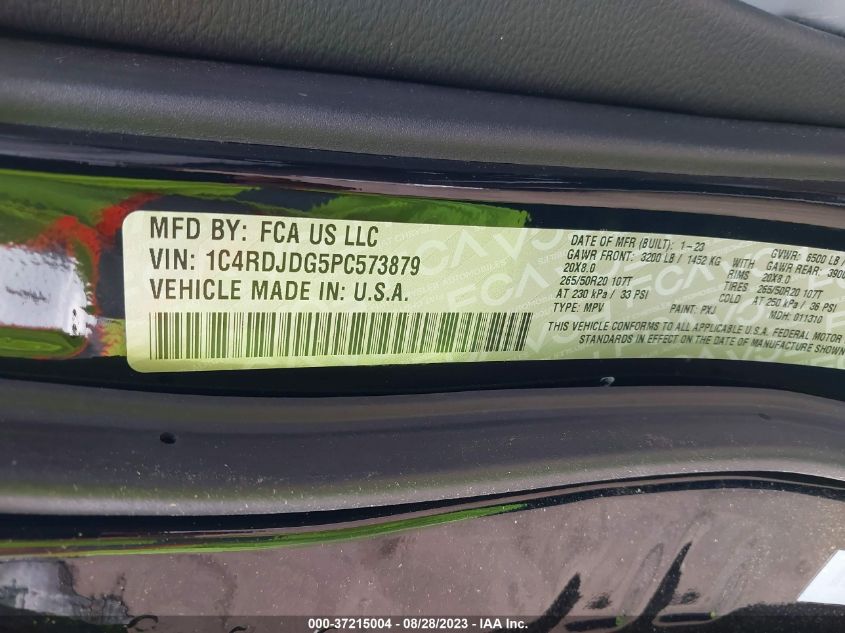 MFD BY: FCA US LLC
VIN: 1C4RDJDG5PC573879
VEHICLE MADE IN: U.S.A.
DATE OF MFR (BUILT): 1-23 GVWR: 6500 LB /
GAWR FRONT: 3200 LB / 1452 KG WITH GAWR REAR: 3900
20X8.0 RIMS 20X8.0
265/50R20 107T TIRES 265/50R20 107T
AT 230 kPa / 33 PSI COLD AT 250 kPa / 36 PSI
TYPE: MPV PAINT: PXJ MDH: 011310
THIS VEHICLE CONFORMS TO ALL APPLICABLE U.S.A. FEDERAL MOTOR
STANDARDS IN EFFECT ON THE DATE OF MANUFACTURE SHOWN
000-37215004 - 08/28/2023 - IAA Inc.